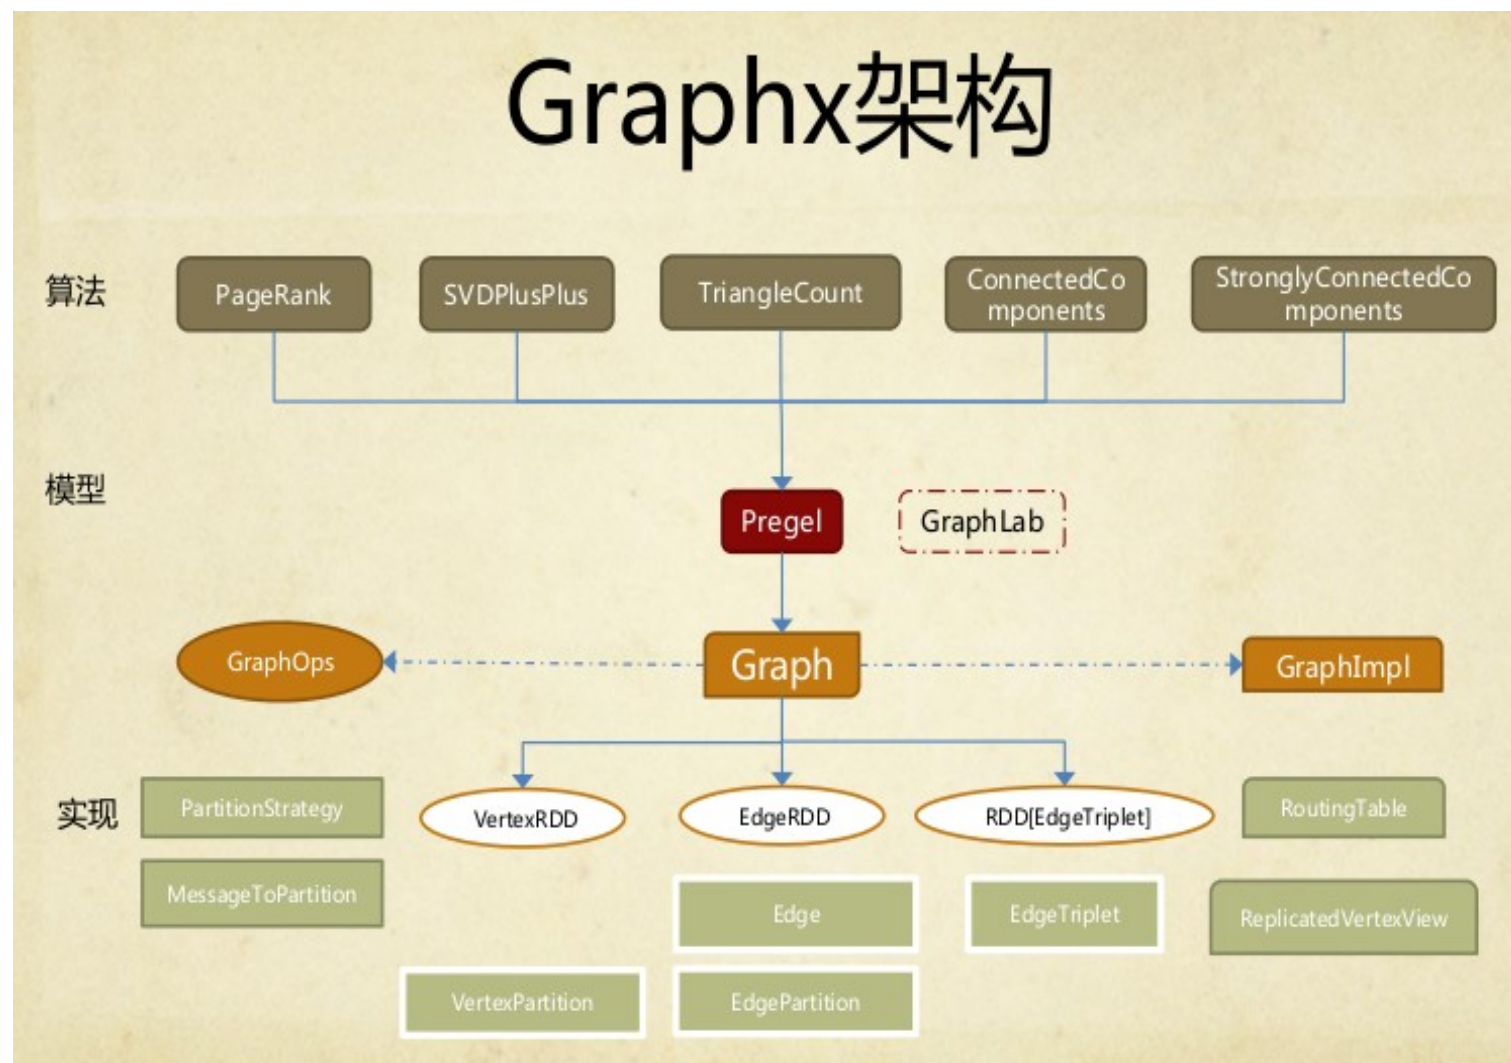 Graphx架构
算法
PageRank
SVDPlusPlus
TriangleCount
ConnectedCo
mponents
StronglyConnectedCo
mponents
模型
Pregel
GraphLab
GraphOps
Graph
GraphImpl
实现
PartitionStrategy
VertexRDD
EdgeRDD
RDD[EdgeTriplet]
RoutingTable
MessageToPartition
Edge
EdgeTriplet
ReplicatedVertexView
VertexPartition
EdgePartition